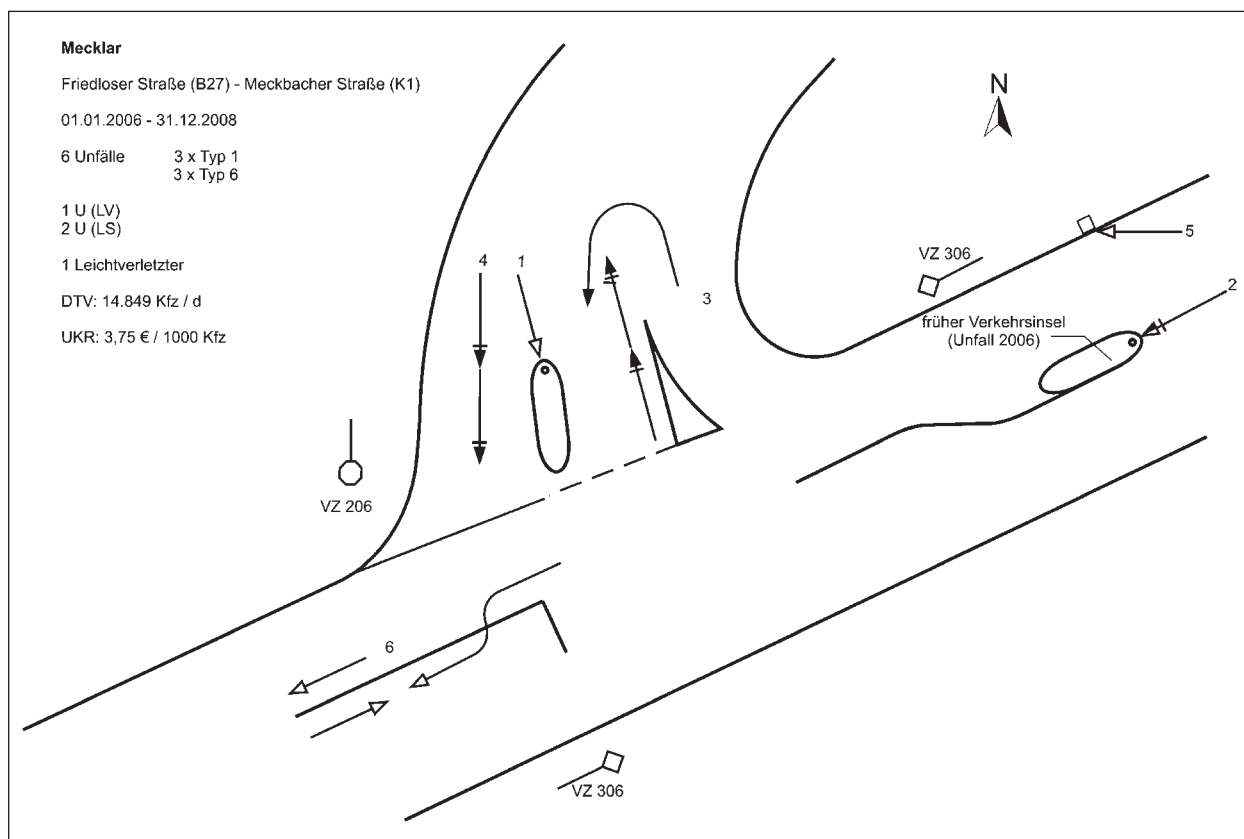 Mecklar
Friedloser Straße (B27) - Meckbacher Straße (K1)
01.01.2006 - 31.12.2008
6 Unfälle 3 x Typ 1
3 x Typ 6
1 U (LV)
2 U (LS)
1 Leichtverletzter
DTV: 14.849 Kfz / d
UKR: 3,75 € / 1000 Kfz
N
5
VZ 306
4
1
3
2
früher Verkehrsinsel
(Unfall 2006)
VZ 206
6
VZ 306